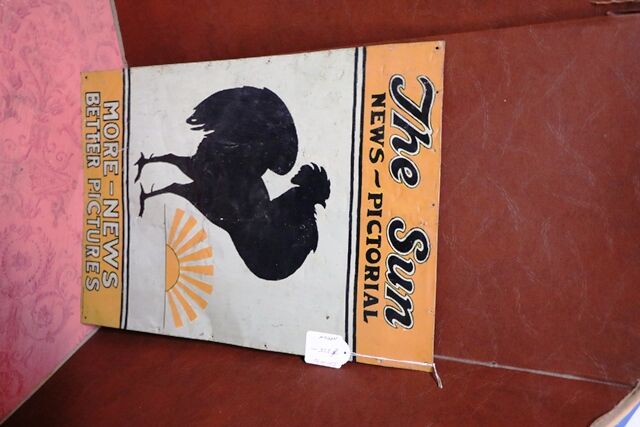 The Sun
NEWS ~ PICTORIAL
MORE - NEWS
BETTER PICTURES